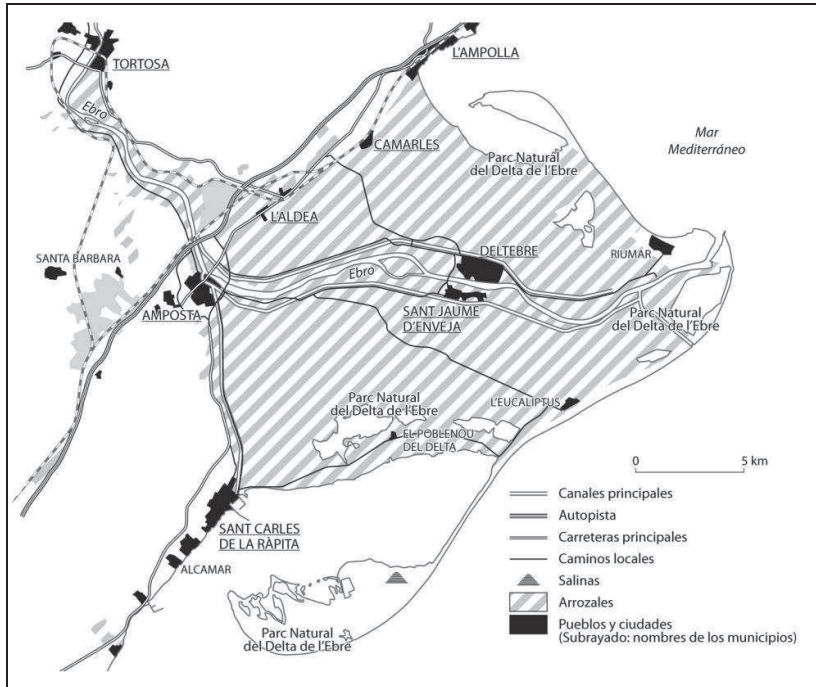 TORTOSA
L'AMPOLLA
Ebro
CAMARLES
Mar
Mediterráneo
Parc Natural
del Delta de l'Ebre
L'ALDEA
SANTA BARBARA
DELTEBRE
RIUMAR
Ebro
AMPOSTA
SANT JAUME
D'ENVEJA
Parc Natural
del Delta de l'Ebre
Parc Natural
del Delta de l'Ebre
L'EUCALIPTUS
EL POBLENOU
DEL DELTA
0 5 km
SANT CARLES
DE LA RÀPITA
ALCAMAR
Parc Natural
del Delta de l'Ebre
Canales principales
Autopista
Carreteras principales
Caminos locales
Salinas
Arrozales
Pueblos y ciudades
(Subrayado: nombres de los municipios)